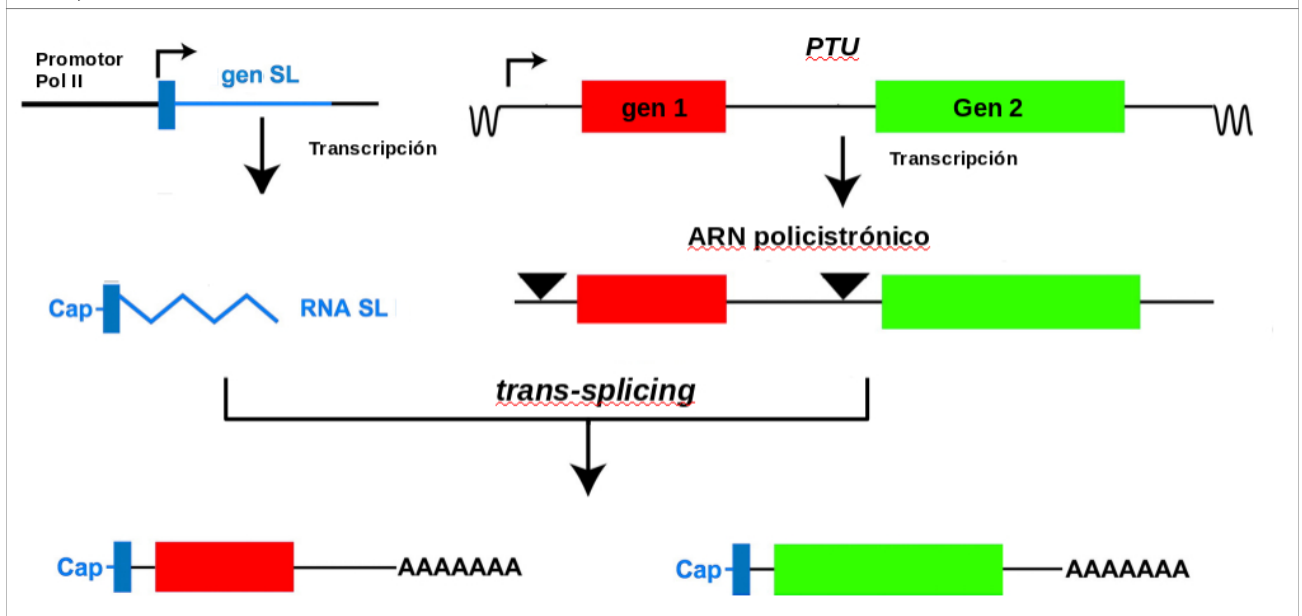 Promotor
Pol II
gen SL
PTU
gen 1
Gen 2
Transcripción
Transcripción
ARN policistrónico
Cap
RNA SL
trans-splicing
Cap
AAAAAAA
Cap
AAAAAAA